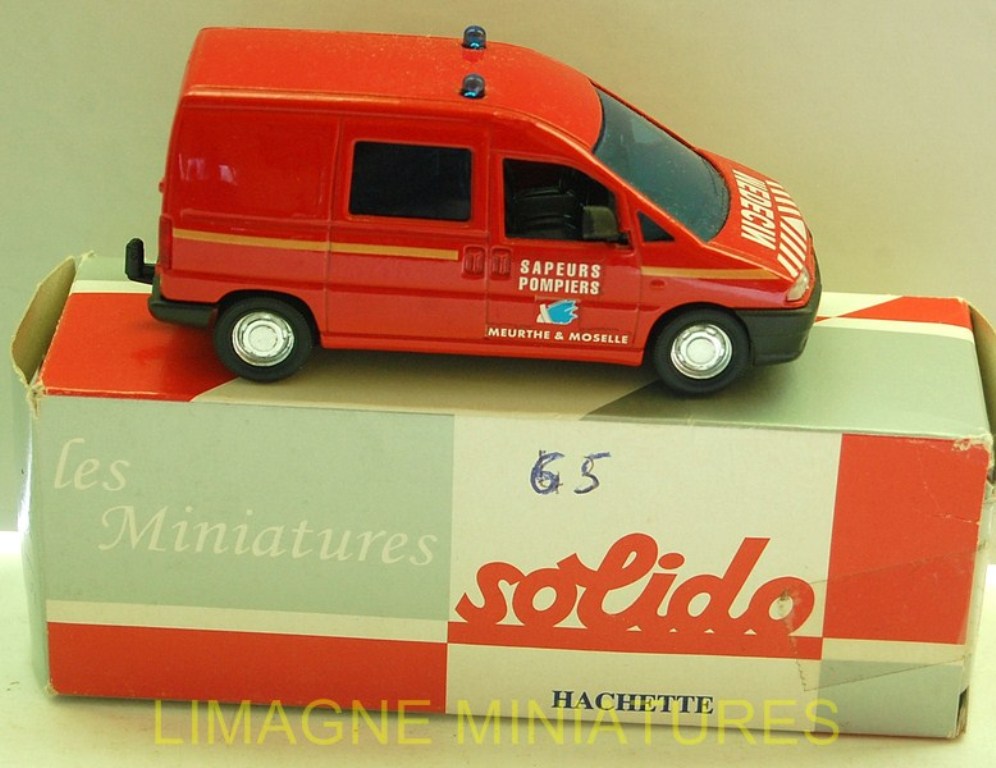 MEDECIN
SAPEURS
POMPIERS
MEURTHE & MOSELLE
les
Miniatures
65
solido
HACHETTE
LIMAGNE MINIATURES